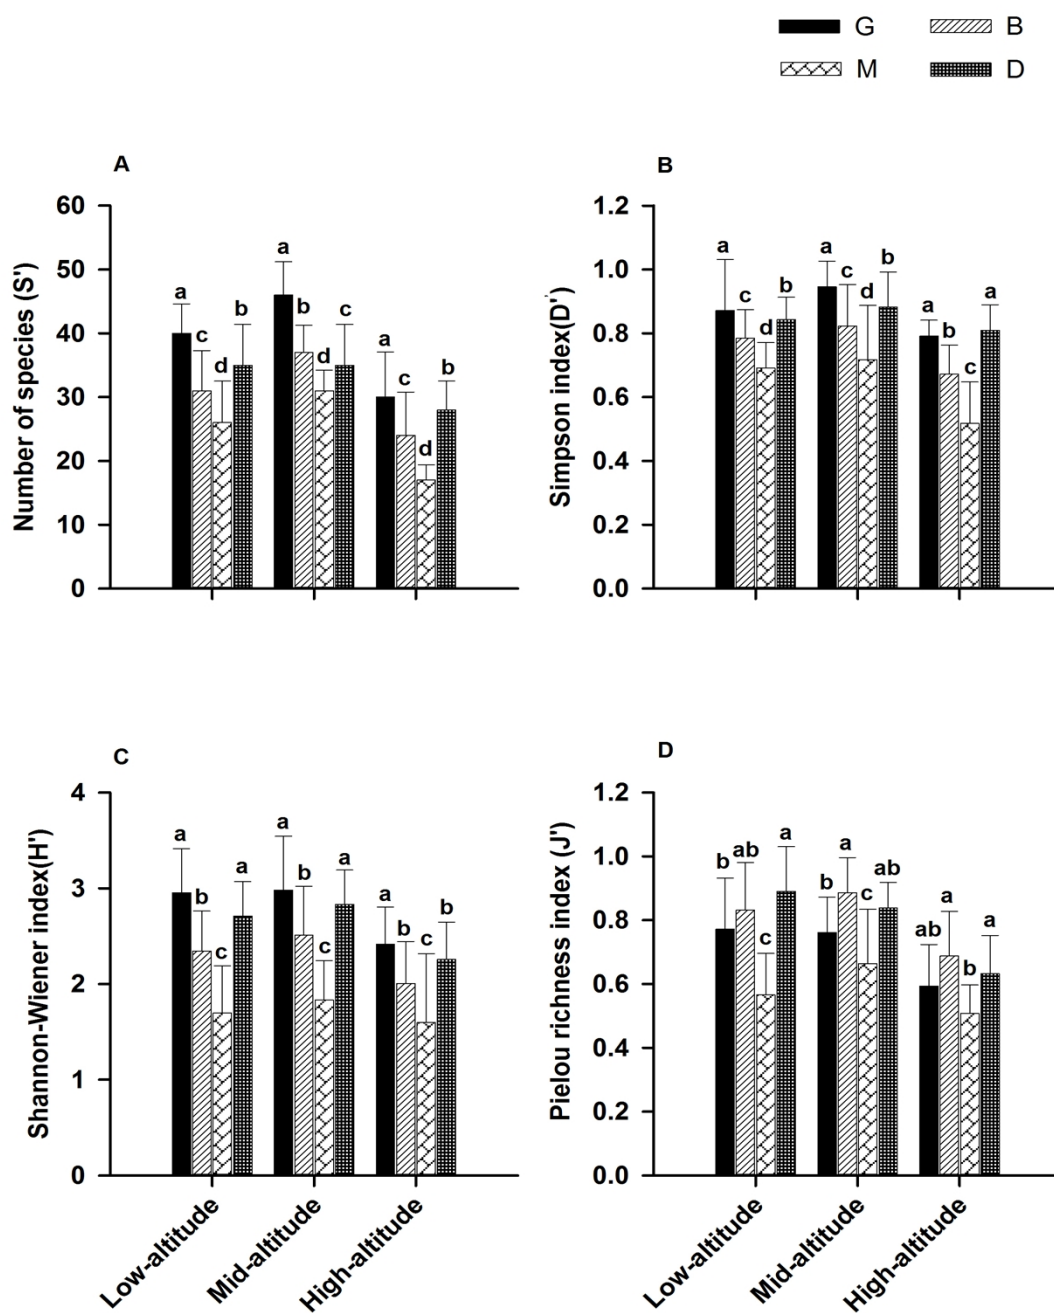 G B
M D
A
Number of species (S')
60
50
40
30
20
10
0
a c d b
a b d c
a c d b
B
Simpson index(D')
1.2
1.0
0.8
0.6
0.4
0.2
0.0
a c d b
a c d b
a b c a
C
Shannon-Wiener index(H')
4
3
2
1
0
a b c a
a b c a
a b c b
Low-altitude
Mid-altitude
High-altitude
D
Pielou richness index (J')
1.2
1.0
0.8
0.6
0.4
0.2
0.0
b ab c a
b a c ab
ab a b a
Low-altitude
Mid-altitude
High-altitude